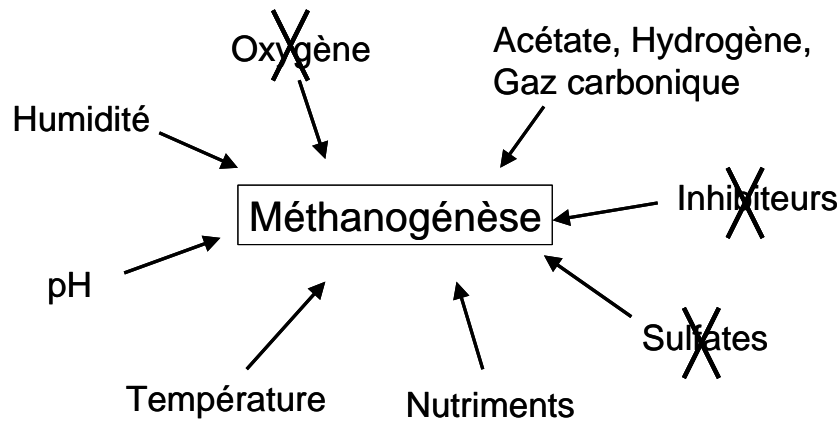 Oxygène
Acétate, Hydrogène,
Gaz carbonique
Humidité
Inhibiteurs
Méthanogénèse
pH
Sulfates
Température
Nutriments